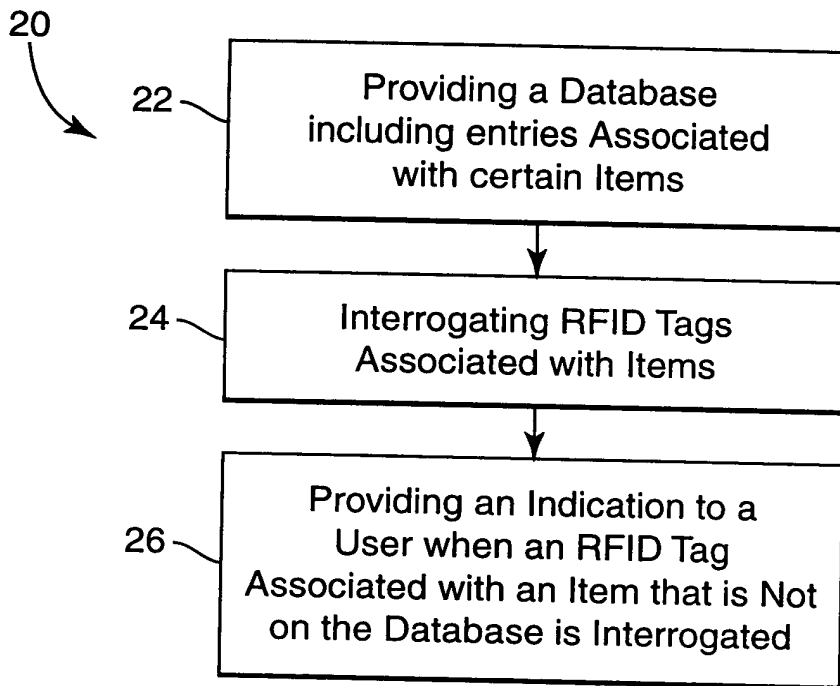 20
22
Providing a Database
including entries Associated
with certain Items
24
Interrogating RFID Tags
Associated with Items
26
Providing an Indication to a
User when an RFID Tag
Associated with an Item that is Not
on the Database is Interrogated